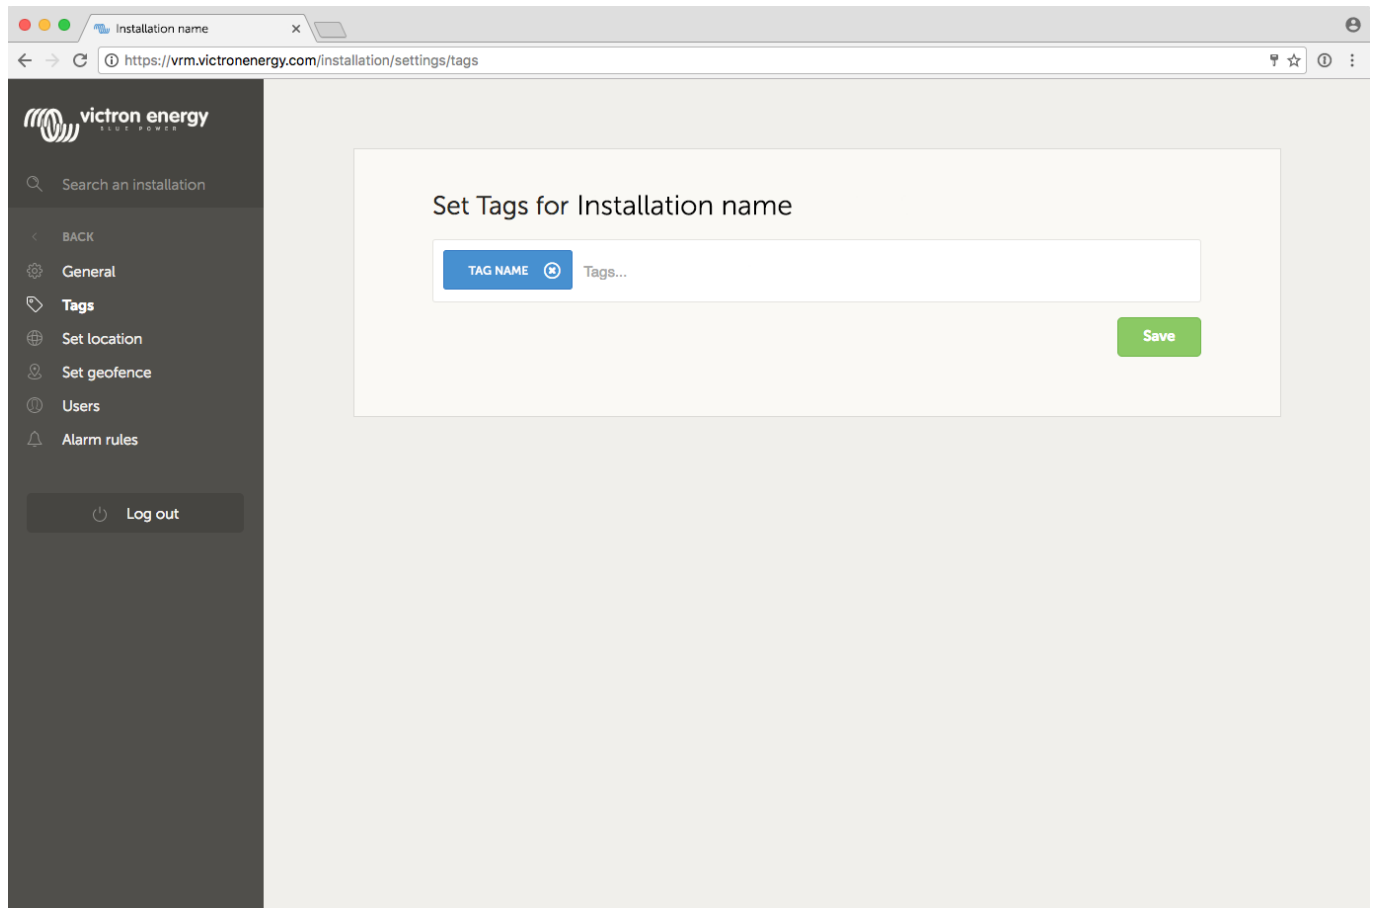 Installation name
https://vrm.victronenergy.com/installation/settings/tags
victron energy
BLUE POWER
Search an installation
BACK
General
Tags
Set location
Set geofence
Users
Alarm rules
Log out
Set Tags for Installation name
TAG NAME Tags...
Save